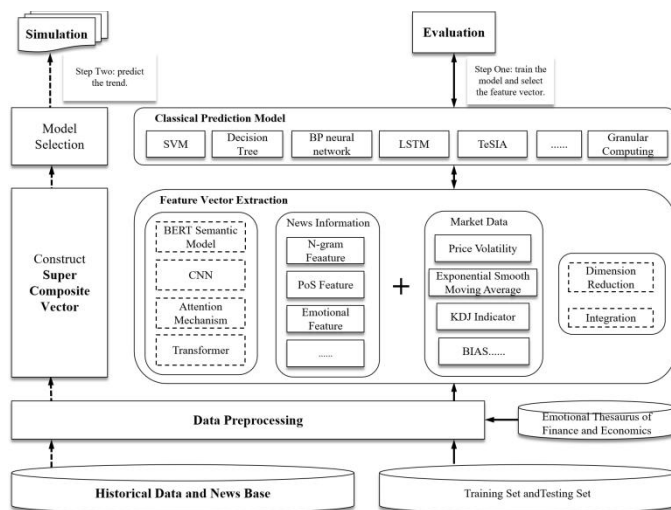 Simulation
Evaluation
Step Two: predict
the trend.
Step One: train the
model and select
the feature vector.
Model
Selection
Classical Prediction Model
SVM
Decision
Tree
BP neural
network
LSTM
TeSIA
......
Granular
Computing
Construct
Super
Composite
Vector
Feature Vector Extraction
BERT Semantic
Model
CNN
Attention
Mechanism
Transformer
News Information
N-gram
Feaature
PoS Feature
Emotional
Feature
......
+
Market Data
Price Volatility
Exponential Smooth
Moving Average
KDJ Indicator
BIAS......
Dimension
Reduction
Integration
Data Preprocessing
Emotional Thesaurus of
Finance and Economics
Historical Data and News Base
Training Set andTesting Set